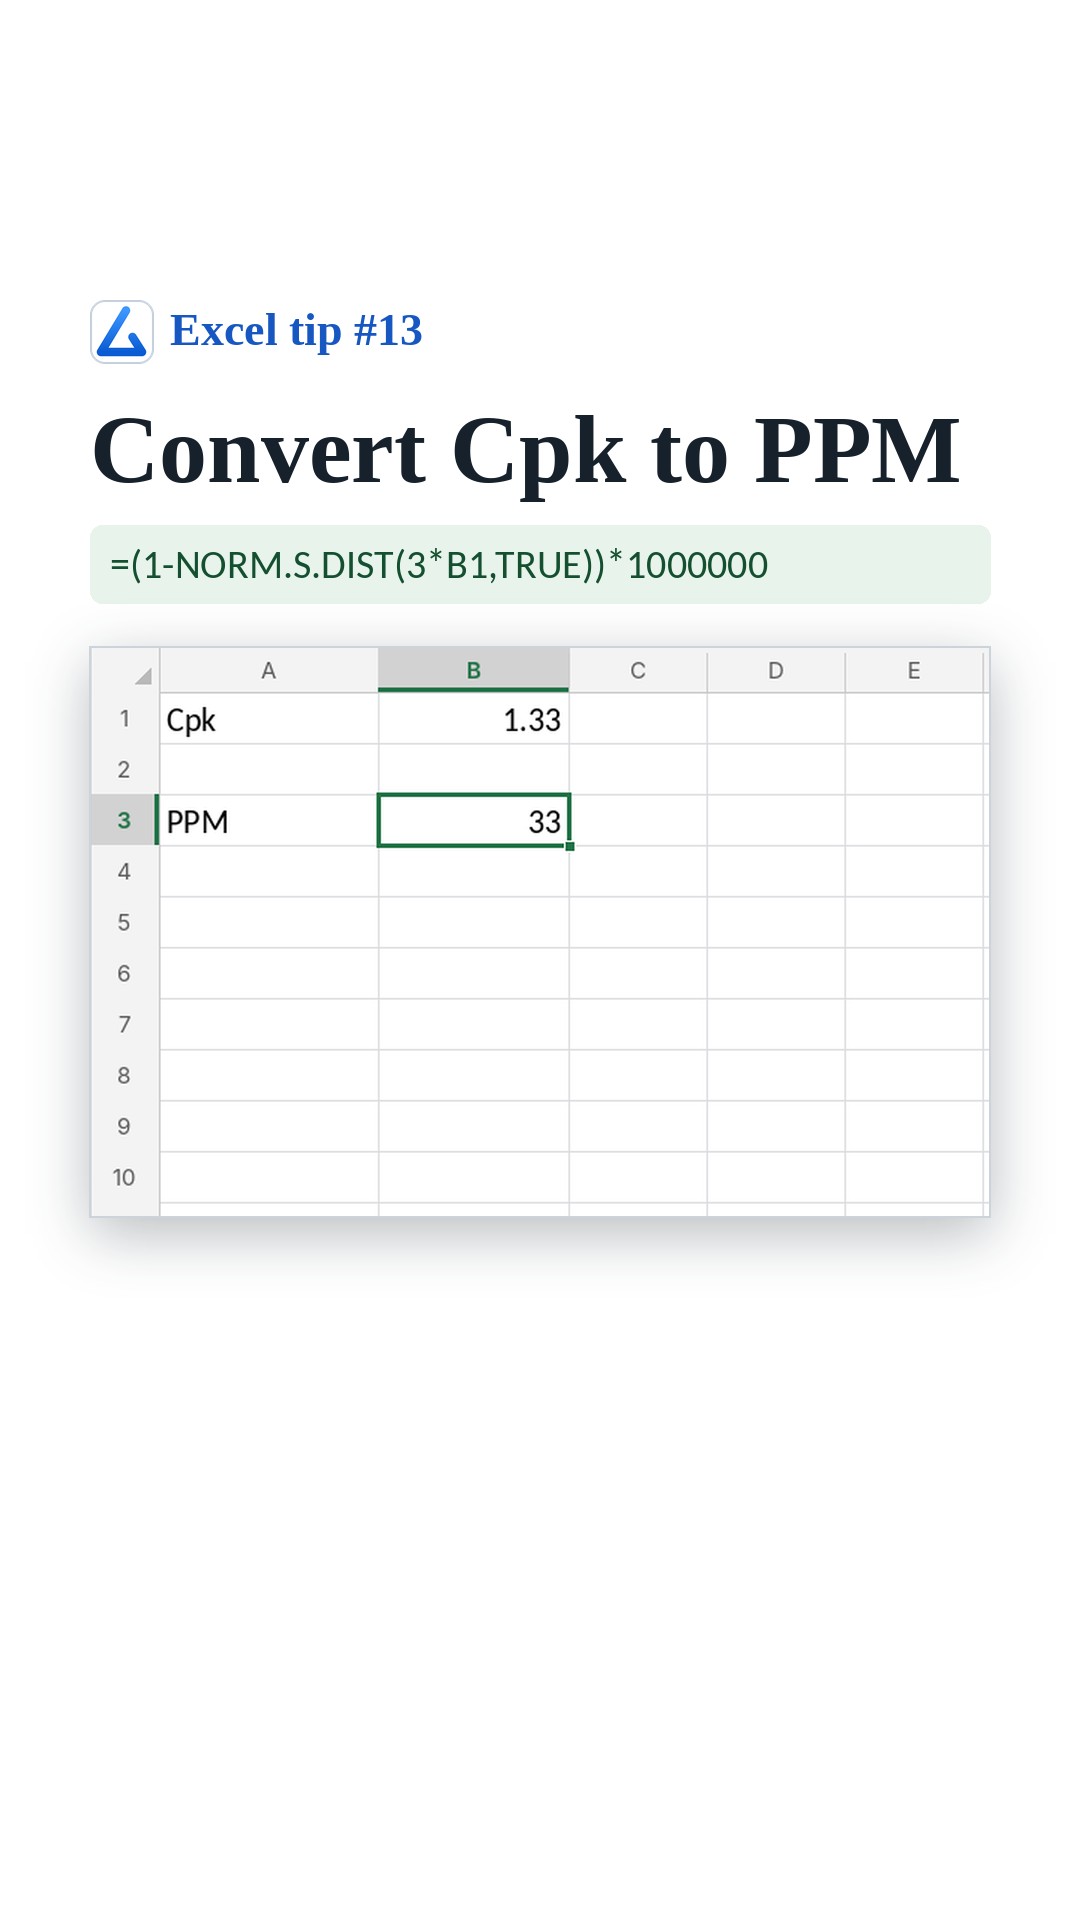 Excel tip #13
Convert Cpk to PPM
=(1-NORM.S.DIST(3*B1,TRUE))*1000000
A B C D E
1 Cpk 1.33
2
3 PPM 33
4
5
6
7
8
9
10